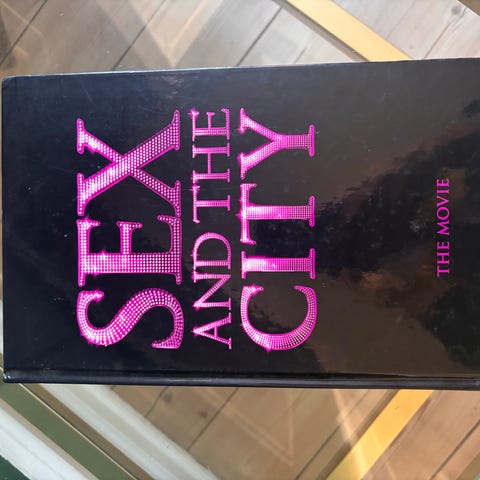 SEX
AND THE
CITY
THE MOVIE